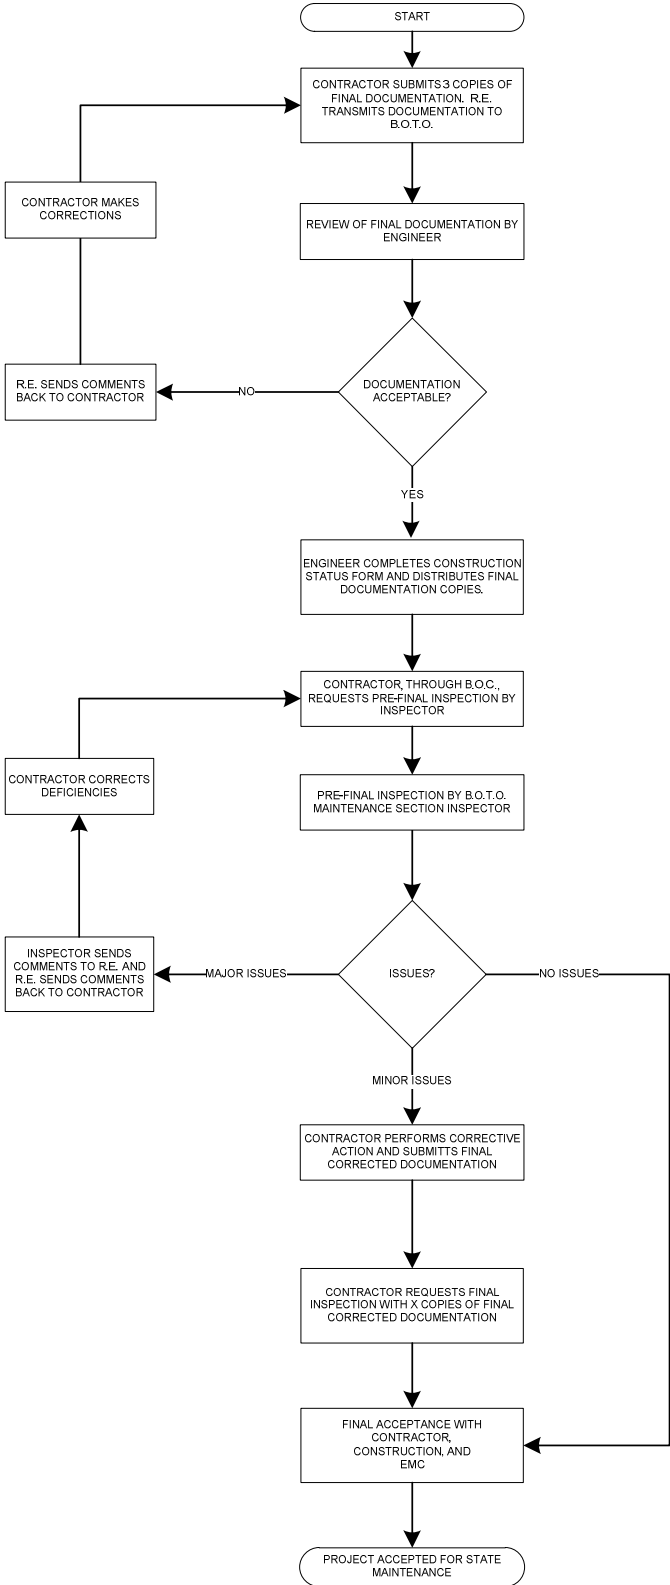 START
CONTRACTOR SUBMITS 3 COPIES OF
FINAL DOCUMENTATION. R.E.
TRANSMITS DOCUMENTATION TO
B.O.T.O.
CONTRACTOR MAKES
CORRECTIONS
REVIEW OF FINAL DOCUMENTATION BY
ENGINEER
R.E. SENDS COMMENTS
BACK TO CONTRACTOR
NO
DOCUMENTATION
ACCEPTABLE?
YES
ENGINEER COMPLETES CONSTRUCTION
STATUS FORM AND DISTRIBUTES FINAL
DOCUMENTATION COPIES.
CONTRACTOR, THROUGH B.O.C.,
REQUESTS PRE-FINAL INSPECTION BY
INSPECTOR
CONTRACTOR CORRECTS
DEFICIENCIES
PRE-FINAL INSPECTION BY B.O.T.O.
MAINTENANCE SECTION INSPECTOR
INSPECTOR SENDS
COMMENTS TO R.E. AND
R.E. SENDS COMMENTS
BACK TO CONTRACTOR
MAJOR ISSUES
ISSUES?
NO ISSUES
MINOR ISSUES
CONTRACTOR PERFORMS CORRECTIVE
ACTION AND SUBMITTS FINAL
CORRECTED DOCUMENTATION
CONTRACTOR REQUESTS FINAL
INSPECTION WITH X COPIES OF FINAL
CORRECTED DOCUMENTATION
FINAL ACCEPTANCE WITH
CONTRACTOR,
CONSTRUCTION, AND
EMC
PROJECT ACCEPTED FOR STATE
MAINTENANCE